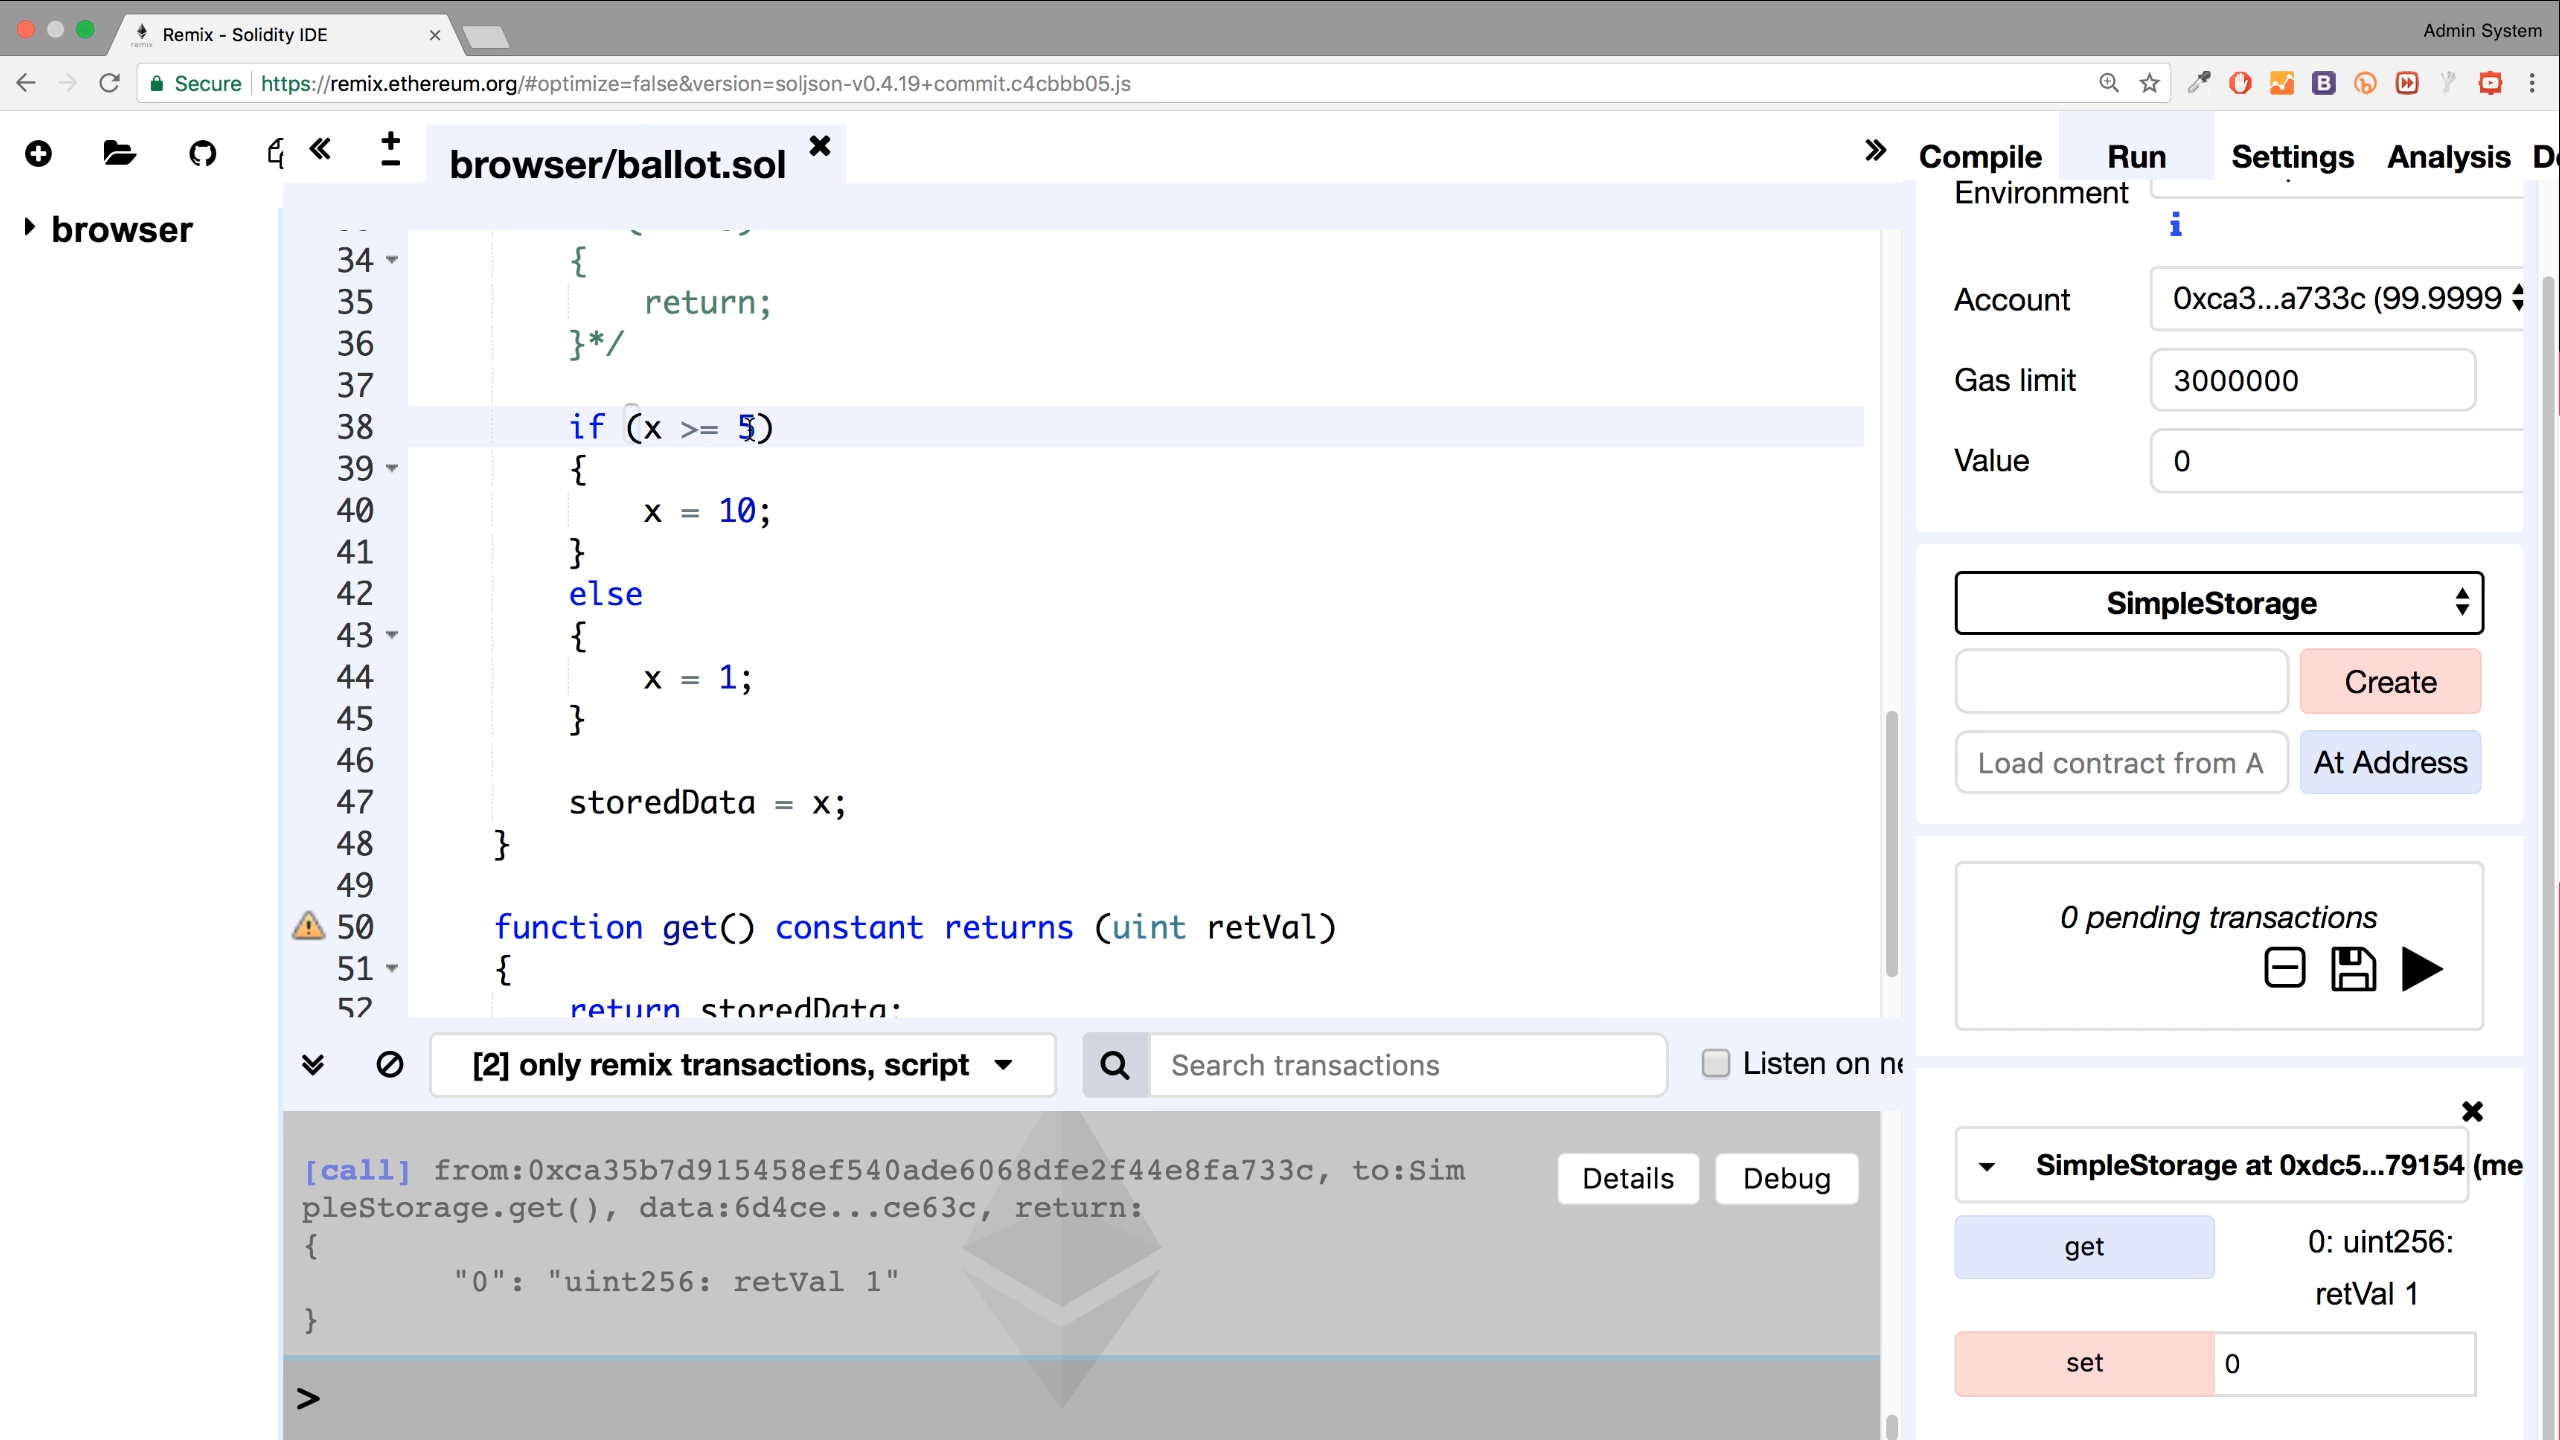 Remix - Solidity IDE
Admin System
Secure https://remix.ethereum.org/#optimize=false&version=soljson-v0.4.19+commit.c4cbbb05.js
browser
browser/ballot.sol
34 {
35 return;
36 }*/
37
38 if (x >= 5)
39 {
40 x = 10;
41 }
42 else
43 {
44 x = 1;
45 }
46
47 storedData = x;
48 }
49
50 function get() constant returns (uint retVal)
51 {
52 return storedData;
[2] only remix transactions, script
Search transactions
Listen on ne
[call] from:0xca35b7d915458ef540ade6068dfe2f44e8fa733c, to:Sim
pleStorage.get(), data:6d4ce...ce63c, return:
{
"0": "uint256: retVal 1"
}
Details
Debug
>
Compile Run Settings Analysis De
Environment
Account 0xca3...a733c (99.9999
Gas limit 3000000
Value 0
SimpleStorage
Create
Load contract from A
At Address
0 pending transactions
SimpleStorage at 0xdc5...79154 (me
get
0: uint256:
retVal 1
set 0